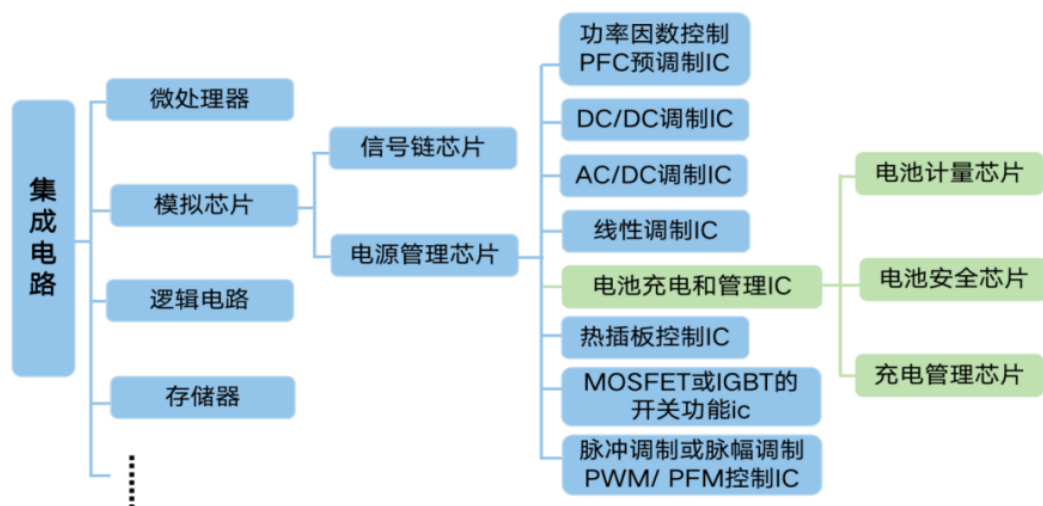 集成电路
微处理器
模拟芯片
逻辑电路
存储器
信号链芯片
电源管理芯片
功率因数控制
PFC预调制IC
DC/DC调制IC
AC/DC调制IC
线性调制IC
电池充电和管理IC
热插板控制IC
MOSFET或IGBT的
开关功能ic
脉冲调制或脉幅调制
PWM/ PFM控制IC
电池计量芯片
电池安全芯片
充电管理芯片